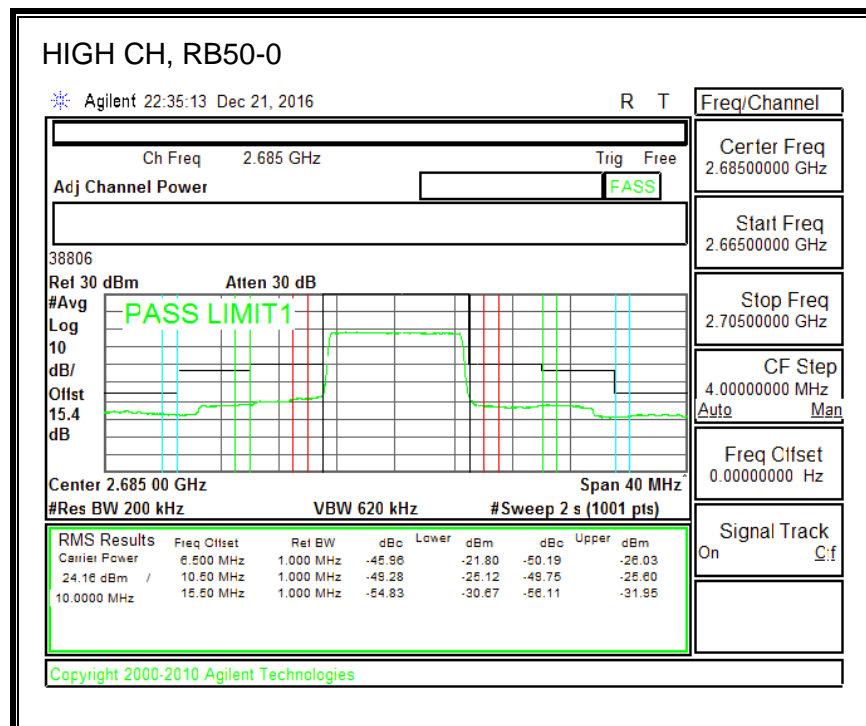 HIGH CH, RB50-0
Agilent 22:35:13 Dec 21, 2016 R T
Freq/Channel
Ch Freq 2.685 GHz Trig Free
Adj Channel Power PASS
Center Freq
2.68500000 GHz
Start Freq
2.66500000 GHz
Stop Freq
2.70500000 GHz
CF Step
4.00000000 MHz
Auto Man
Freq Offset
0.00000000 Hz
Signal Track
On Off
38806
Ref 30 dBm Atten 30 dB
#Avg
Log
10
dB/
Offst
15.4
dB
PASS LIMIT1
Center 2.685 00 GHz Span 40 MHz^
#Res BW 200 kHz VBW 620 kHz #Sweep 2 s (1001 pts)
RMS Results Freq Offset Ref BW dBc Lower dBm dBc Upper dBm
Carrier Power 6.500 MHz 1.000 MHz -45.96 -21.80 -50.19 -26.03
24.16 dBm / 10.50 MHz 1.000 MHz -49.28 -25.12 -49.75 -25.60
10.0000 MHz 15.50 MHz 1.000 MHz -54.83 -30.67 -56.11 -31.95
Copyright 2000-2010 Agilent Technologies